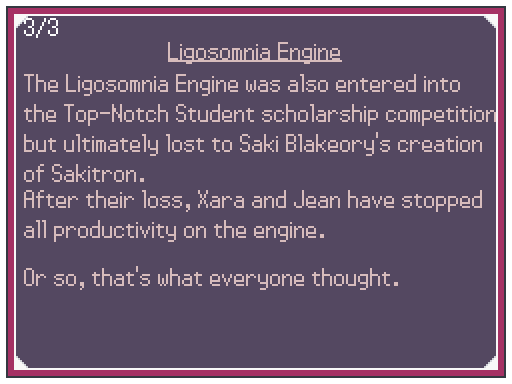 3/3
Ligosomnia Engine
The Ligosomnia Engine was also entered into
the Top-Notch Student scholarship competition
but ultimately lost to Saki Blakeory's creation
of Sakitron.
After their loss, Xara and Jean have stopped
all productivity on the engine.
Or so, that's what everyone thought.